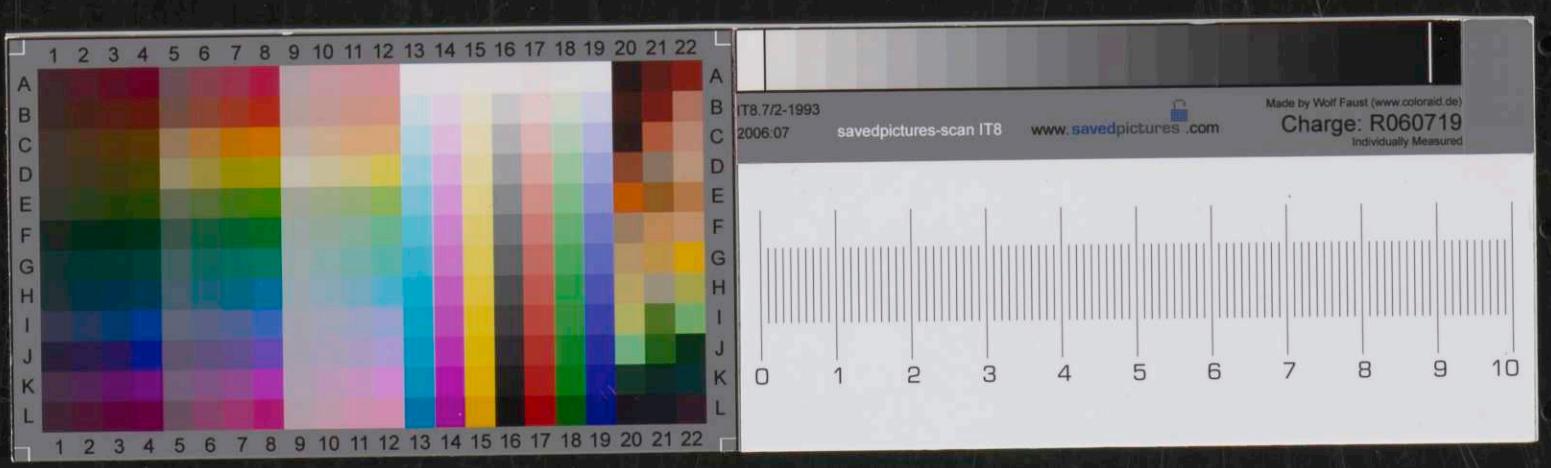 1 2 3 4 5 6 7 8 9 10 11 12 13 14 15 16 17 18 19 20 21 22
A A
B B
C C
D D
E E
F F
G G
H H
I I
J J
K K
L L
1 2 3 4 5 6 7 8 9 10 11 12 13 14 15 16 17 18 19 20 21 22
IT8.7/2-1993
2006:07
savedpictures-scan IT8
www.savedpictures.com
Made by Wolf Faust (www.coloraid.de)
Charge: R060719
Individually Measured
0 1 2 3 4 5 6 7 8 9 10